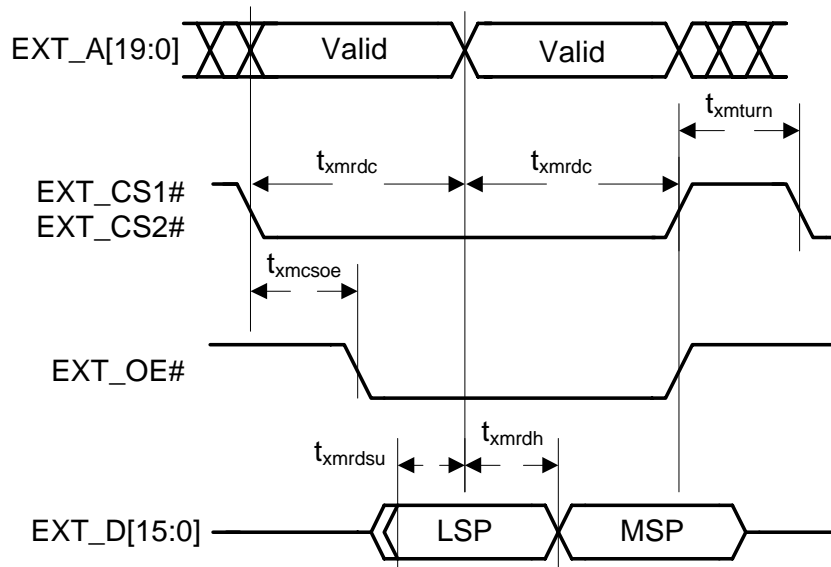 EXT_A[19:0]
Valid
Valid
txmturn
txmrdc
txmrdc
EXT_CS1#
EXT_CS2#
txmcsoe
EXT_OE#
txmrdsu
txmrdh
EXT_D[15:0]
LSP
MSP